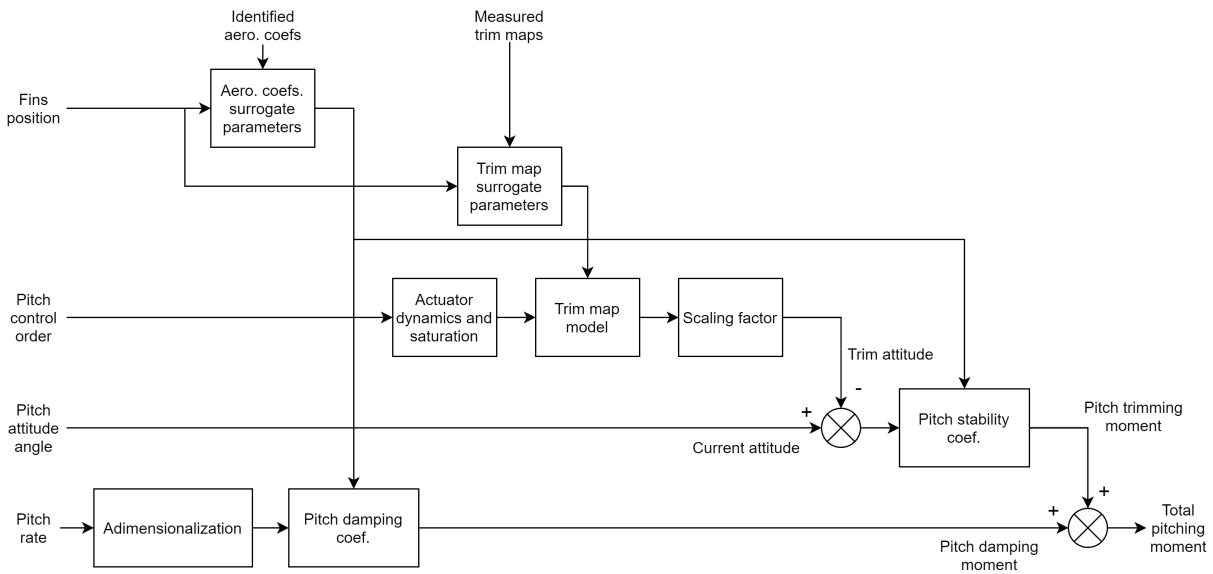 Identified
aero. coefs
Measured
trim maps
Fins
position
Aero. coefs.
surrogate
parameters
Trim map
surrogate
parameters
Pitch
control
order
Actuator
dynamics and
saturation
Trim map
model
Scaling factor
Trim attitude
-
Pitch
attitude
angle
+
Current attitude
Pitch stability
coef.
Pitch trimming
moment
+
Pitch
rate
Adimensionalization
Pitch damping
coef.
+
Pitch damping
moment
Total
pitching
moment